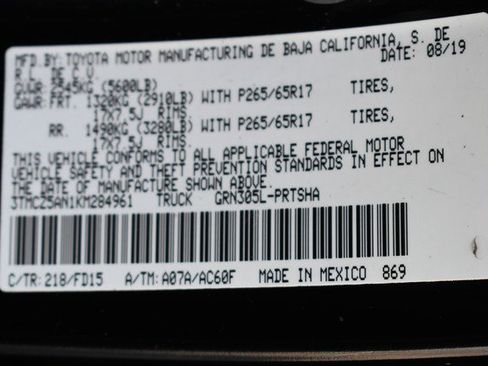 MFD. BY: TOYOTA MOTOR MANUFACTURING DE BAJA CALIFORNIA, S. DE
R.L. DE C.V. DATE: 08/19
GVWR: 2545KG (5600LB)
GAWR: FRT. 1320KG (2910LB) WITH P265/65R17 TIRES,
17X7.5J RIMS.
RR. 1490KG (3280LB) WITH P265/65R17 TIRES,
17X7.5J RIMS.
THIS VEHICLE CONFORMS TO ALL APPLICABLE FEDERAL MOTOR
VEHICLE SAFETY AND THEFT PREVENTION STANDARDS IN EFFECT ON
THE DATE OF MANUFACTURE SHOWN ABOVE.
3TMCZ5AN1KM284961 TRUCK GRN305L-PRTSHA
C/TR: 218/FD15 A/TM: A07A/AC60F MADE IN MEXICO 869